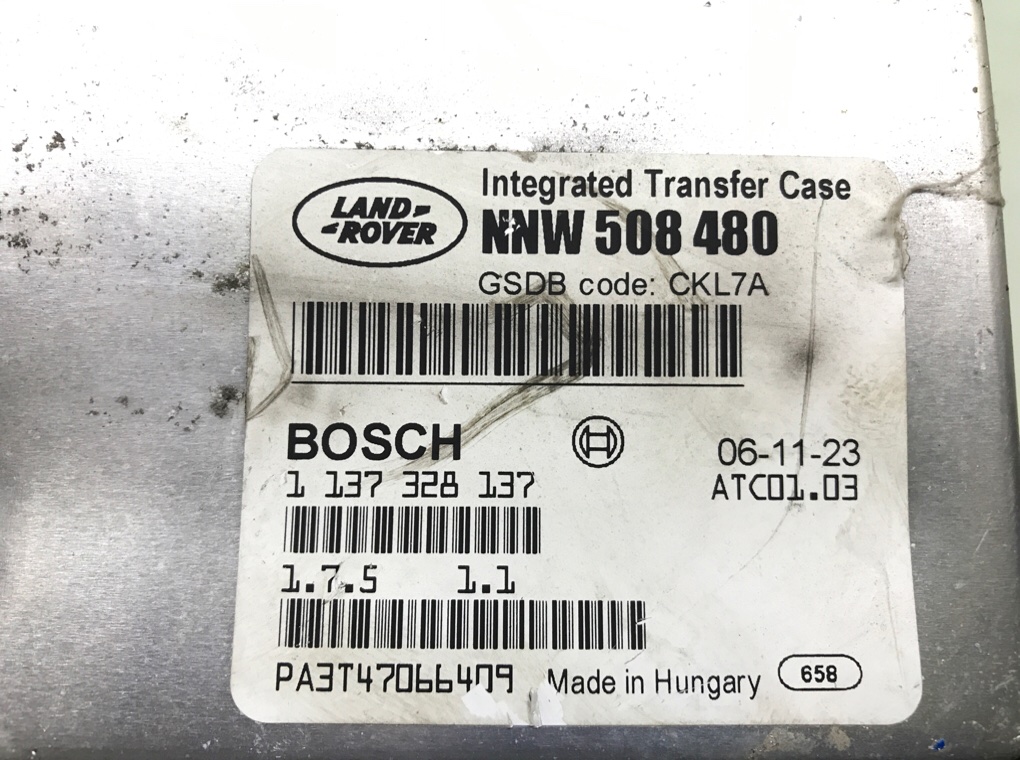 LAND ROVER
Integrated Transfer Case
NNW 508 480
GSDB code: CKL7A
BOSCH
06-11-23
1 137 328 137
ATC01.03
1.7.5 1.1
PA3T47066409
Made in Hungary
658